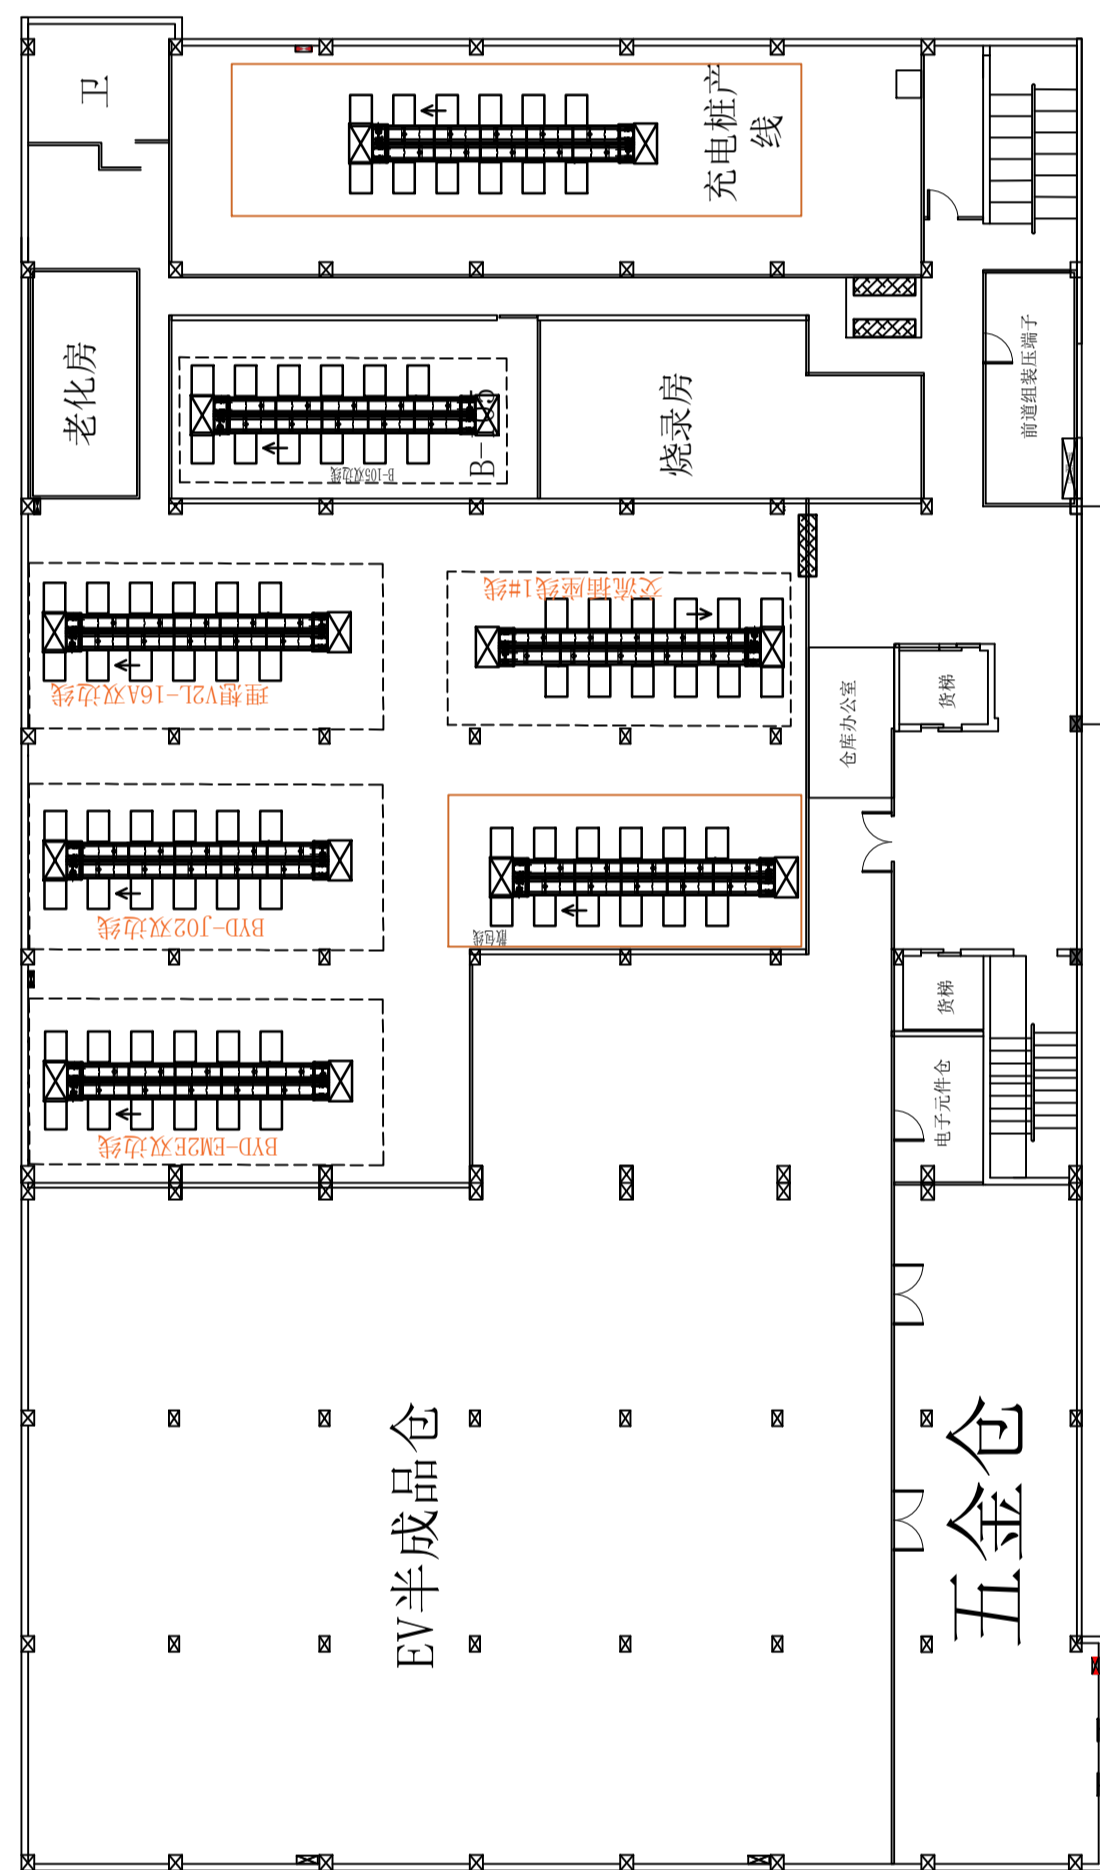 卫
充电桩产
线
老化房
B-105双边线
烧录房
前道组装压端子
理想V2L-16A双边线
交流插座线1#线
仓库办公室
货梯
BYD-J02双边线
散包线
货梯
电子元件仓
BYD-EM2E双边线
EV半成品仓
五金仓